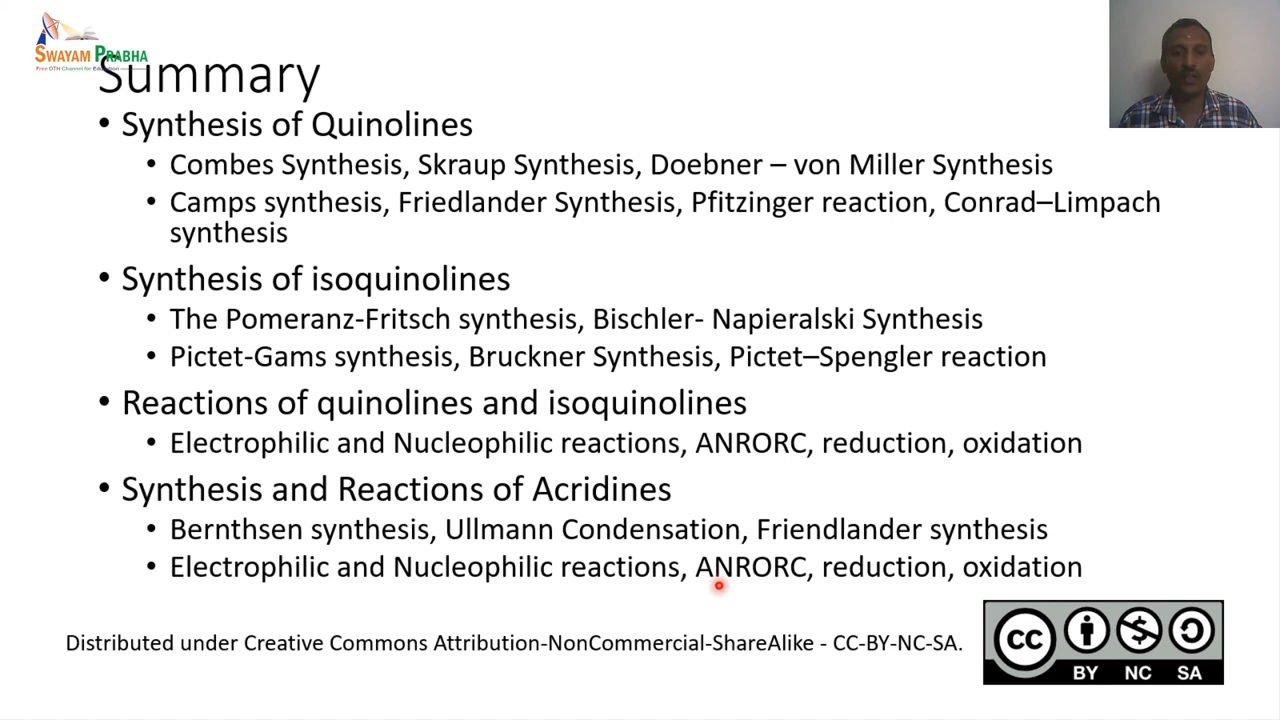 SWAYAM PRABHA
Free DTH Channel for Education
Summary
• Synthesis of Quinolines
• Combes Synthesis, Skraup Synthesis, Doebner – von Miller Synthesis
• Camps synthesis, Friedlander Synthesis, Pfitzinger reaction, Conrad–Limpach
synthesis
• Synthesis of isoquinolines
• The Pomeranz-Fritsch synthesis, Bischler- Napieralski Synthesis
• Pictet-Gams synthesis, Bruckner Synthesis, Pictet–Spengler reaction
• Reactions of quinolines and isoquinolines
• Electrophilic and Nucleophilic reactions, ANRORC, reduction, oxidation
• Synthesis and Reactions of Acridines
• Bernthsen synthesis, Ullmann Condensation, Friendlander synthesis
• Electrophilic and Nucleophilic reactions, ANRORC, reduction, oxidation
Distributed under Creative Commons Attribution-NonCommercial-ShareAlike - CC-BY-NC-SA.
cc
BY NC SA